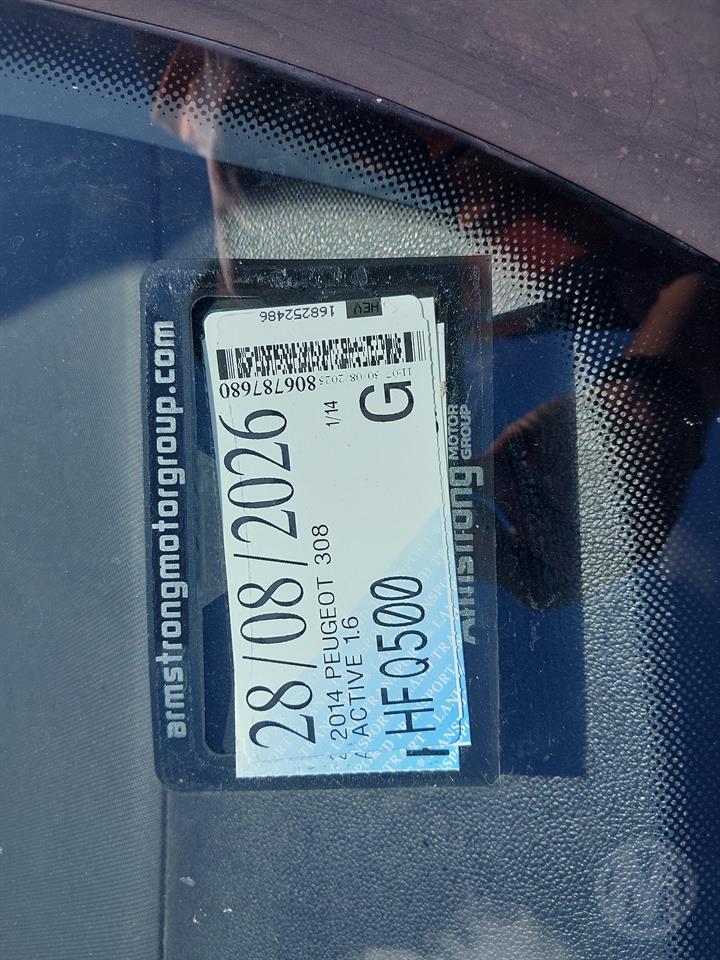 armstrongmotorgroup.com
168252486
HEV
11:07 30/08/2025
806787680
28/08/2026
1/14
G
2014 PEUGEOT 308
ACTIVE 1.6
HFQ500
Armstrong
MOTOR
GROUP